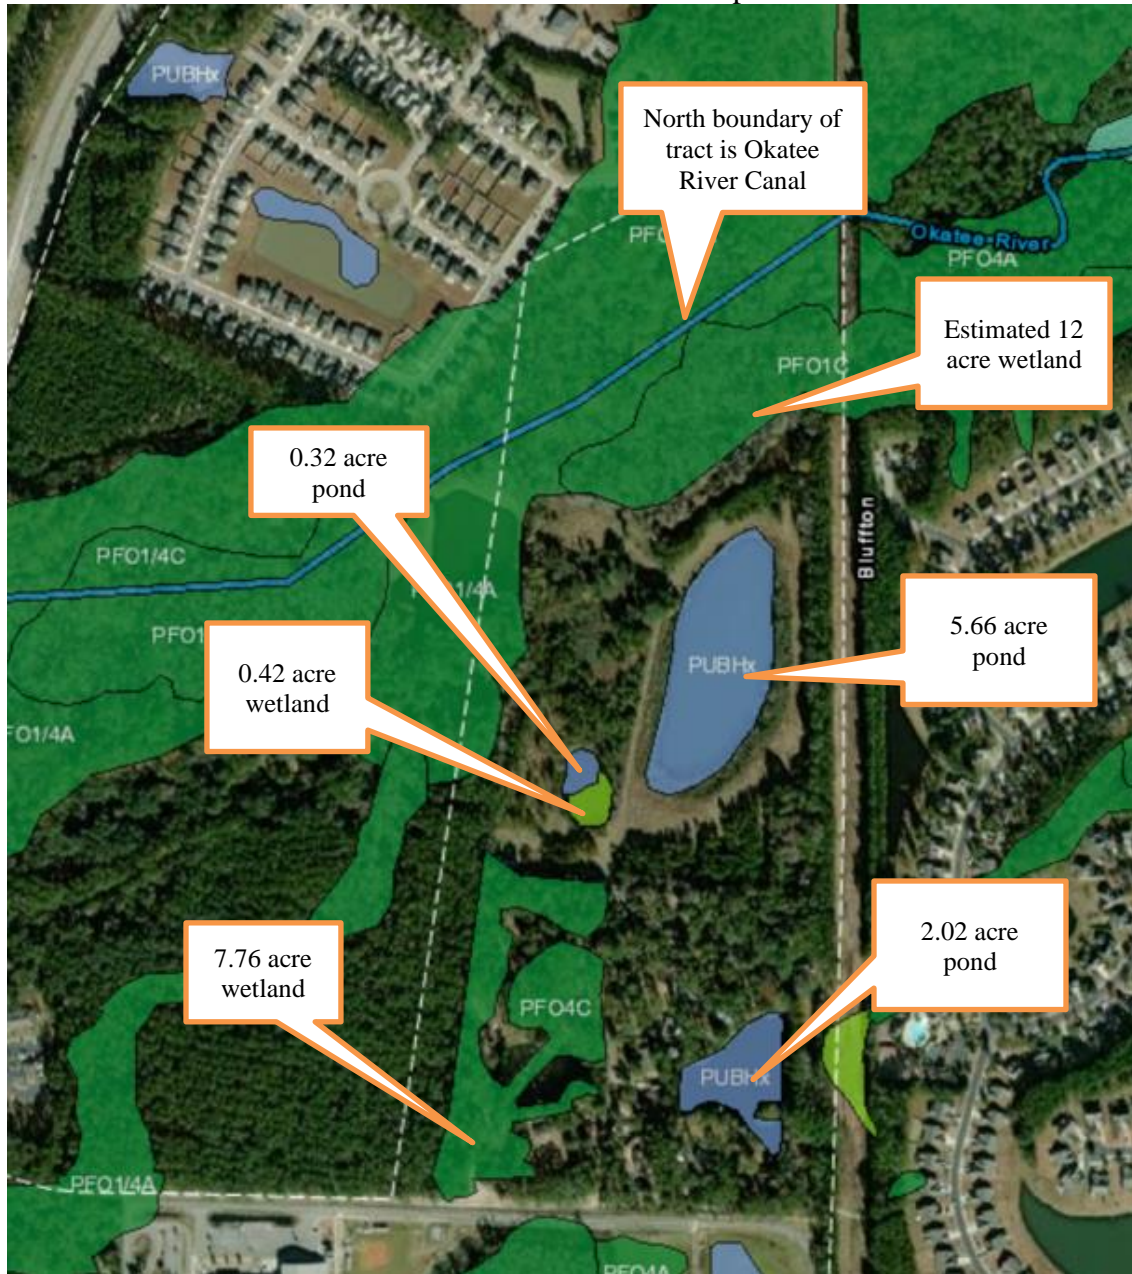 PUBHx
North boundary of
tract is Okatee
River Canal
Okatee-River
PFO4A
Estimated 12
acre wetland
PFO1C
0.32 acre
pond
PFO1/4C
Bluffton
5.66 acre
pond
PUBHx
0.42 acre
wetland
2.02 acre
pond
7.76 acre
wetland
PFO4C
PUBHx
PFO1/4A
PFO4A